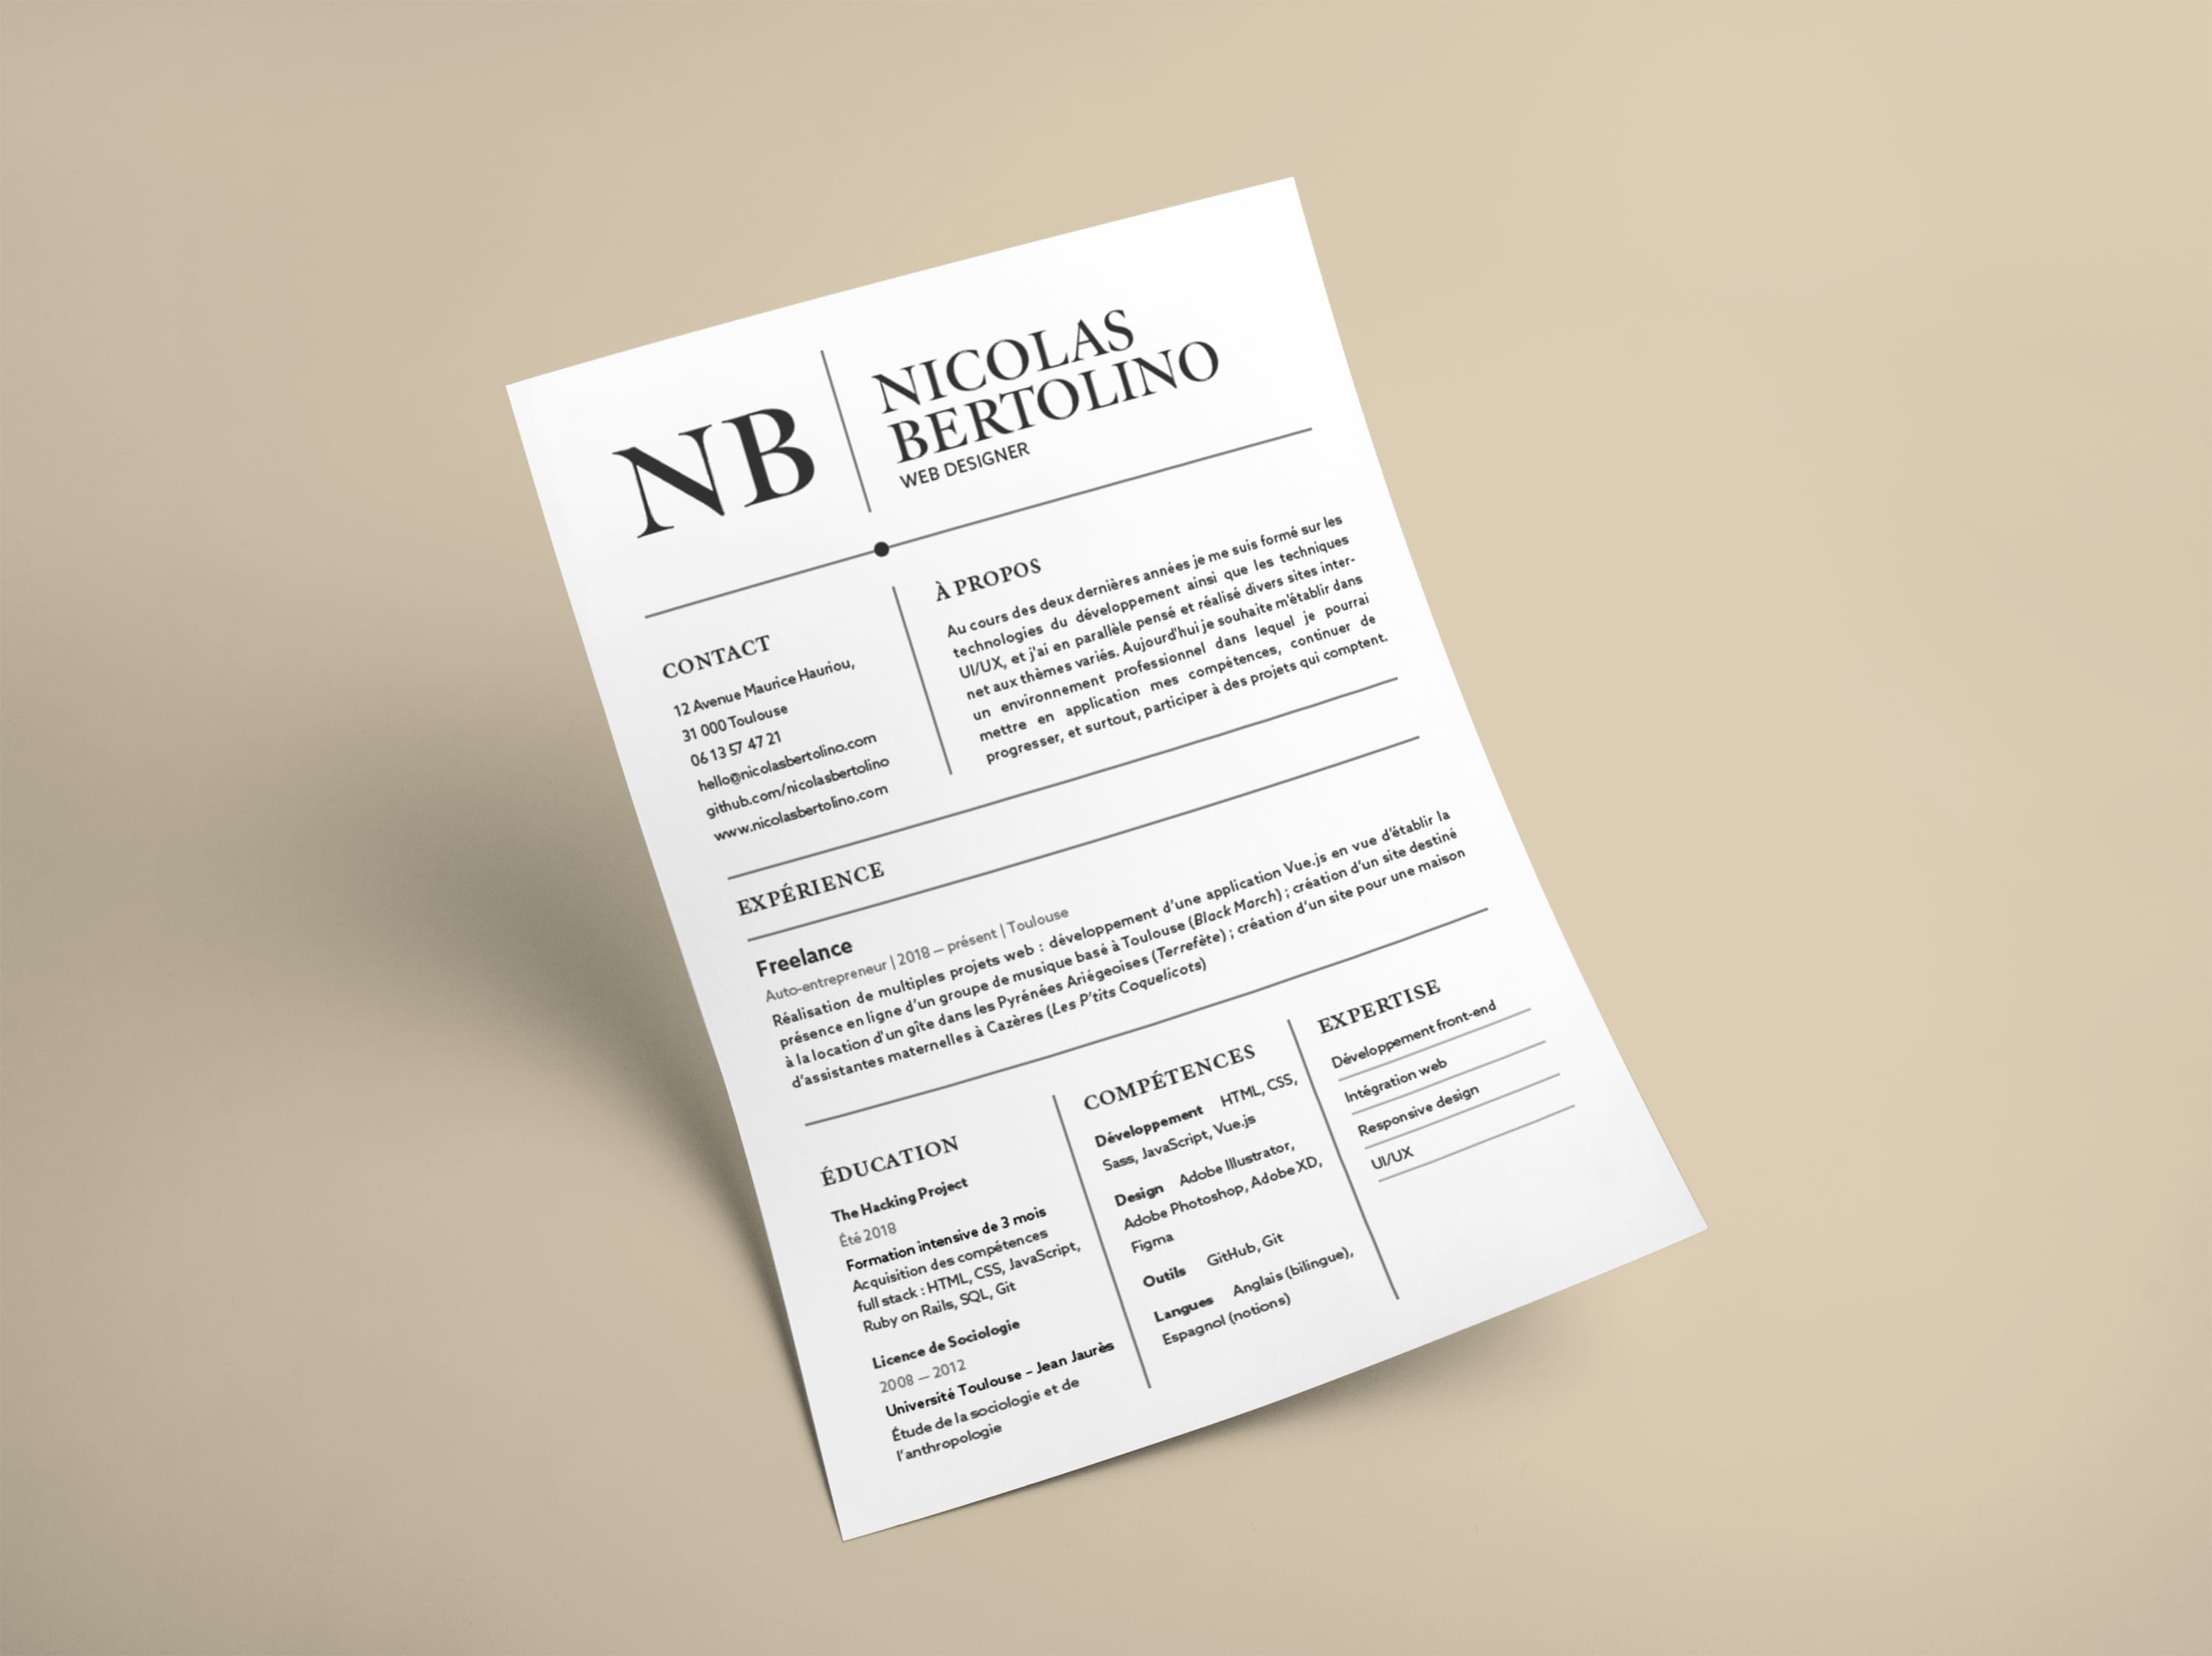 NB
NICOLAS
BERTOLINO
WEB DESIGNER
CONTACT
12 Avenue Maurice Hauriou,
31 000 Toulouse
06 13 57 47 21
hello@nicolasbertolino.com
github.com/nicolasbertolino
www.nicolasbertolino.com
À PROPOS
Au cours des deux dernières années je me suis formé sur les
technologies du développement ainsi que les techniques
UI/UX, et j'ai en parallèle pensé et réalisé divers sites inter-
net aux thèmes variés. Aujourd'hui je souhaite m'établir dans
un environnement professionnel dans lequel je pourrai
mettre en application mes compétences, continuer de
progresser, et surtout, participer à des projets qui comptent.
EXPÉRIENCE
Freelance
Auto-entrepreneur | 2018 — présent | Toulouse
Réalisation de multiples projets web : développement d'une application Vue.js en vue d'établir la
présence en ligne d'un groupe de musique basé à Toulouse (Black March) ; création d'un site destiné
à la location d'un gîte dans les Pyrénées Ariégeoises (Terrefète) ; création d'un site pour une maison
d'assistantes maternelles à Cazères (Les P'tits Coquelicots)
ÉDUCATION
The Hacking Project
Été 2018
Formation intensive de 3 mois
Acquisition des compétences
full stack : HTML, CSS, JavaScript,
Ruby on Rails, SQL, Git
Licence de Sociologie
2008 — 2012
Université Toulouse – Jean Jaurès
Étude de la sociologie et de
l'anthropologie
COMPÉTENCES
Développement HTML, CSS,
Sass, JavaScript, Vue.js
Design Adobe Illustrator,
Adobe Photoshop, Adobe XD,
Figma
Outils GitHub, Git
Langues Anglais (bilingue),
Espagnol (notions)
EXPERTISE
Développement front-end
Intégration web
Responsive design
UI/UX